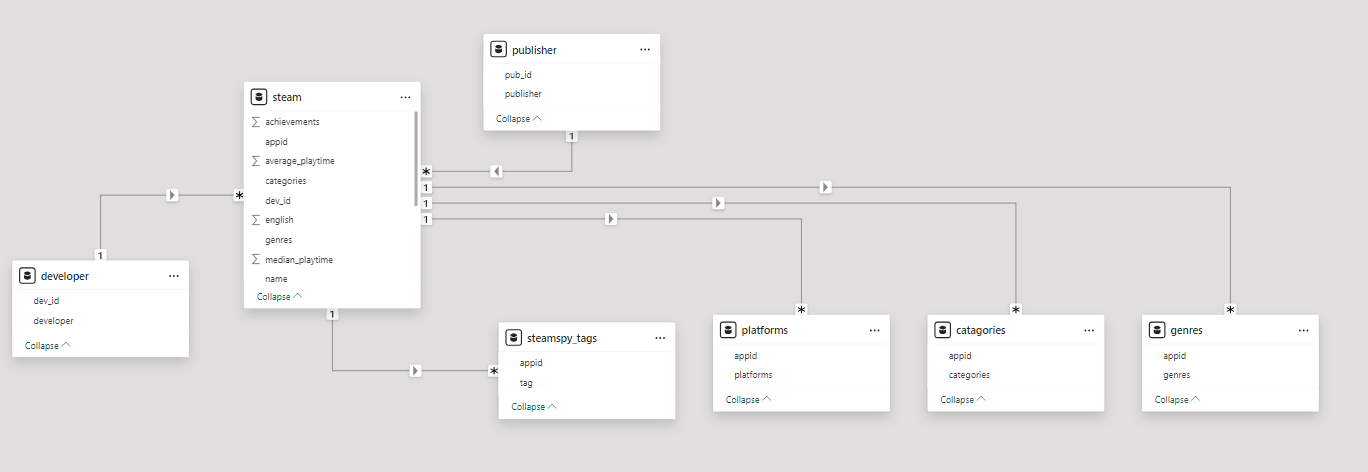 publisher
pub_id
publisher
Collapse
steam
achievements
appid
average_playtime
categories
dev_id
english
genres
median_playtime
name
Collapse
1
*
1
1
1
*
1
1
*
*
*
*
developer
dev_id
developer
Collapse
steamspy_tags
appid
tag
Collapse
platforms
appid
platforms
Collapse
catagories
appid
categories
Collapse
genres
appid
genres
Collapse